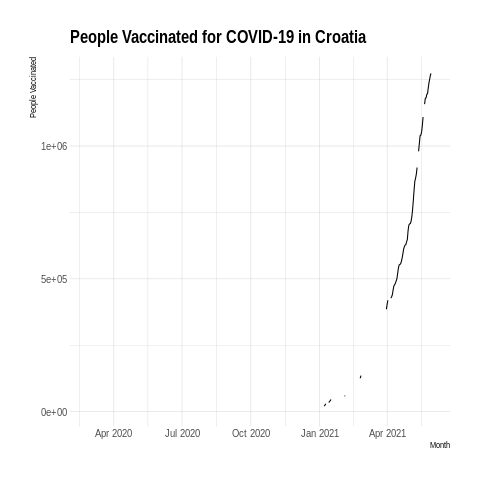 People Vaccinated for COVID-19 in Croatia
People Vaccinated
1e+06
5e+05
0e+00
Apr 2020 Jul 2020 Oct 2020 Jan 2021 Apr 2021
Month